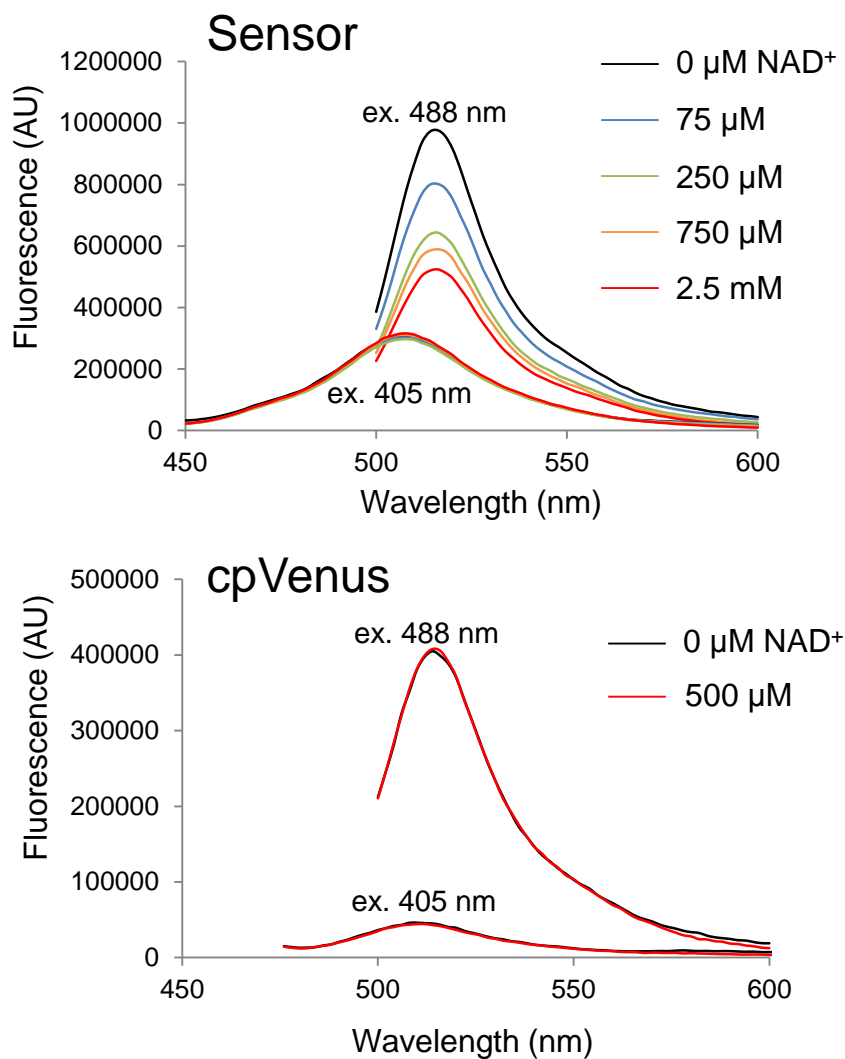 Sensor
1200000
1000000
800000
600000
400000
200000
0
Fluorescence (AU)
ex. 488 nm
ex. 405 nm
0 µM NAD⁺
75 µM
250 µM
750 µM
2.5 mM
450 500 550 600
Wavelength (nm)
cpVenus
500000
400000
300000
200000
100000
0
Fluorescence (AU)
ex. 488 nm
ex. 405 nm
0 µM NAD⁺
500 µM
450 500 550 600
Wavelength (nm)